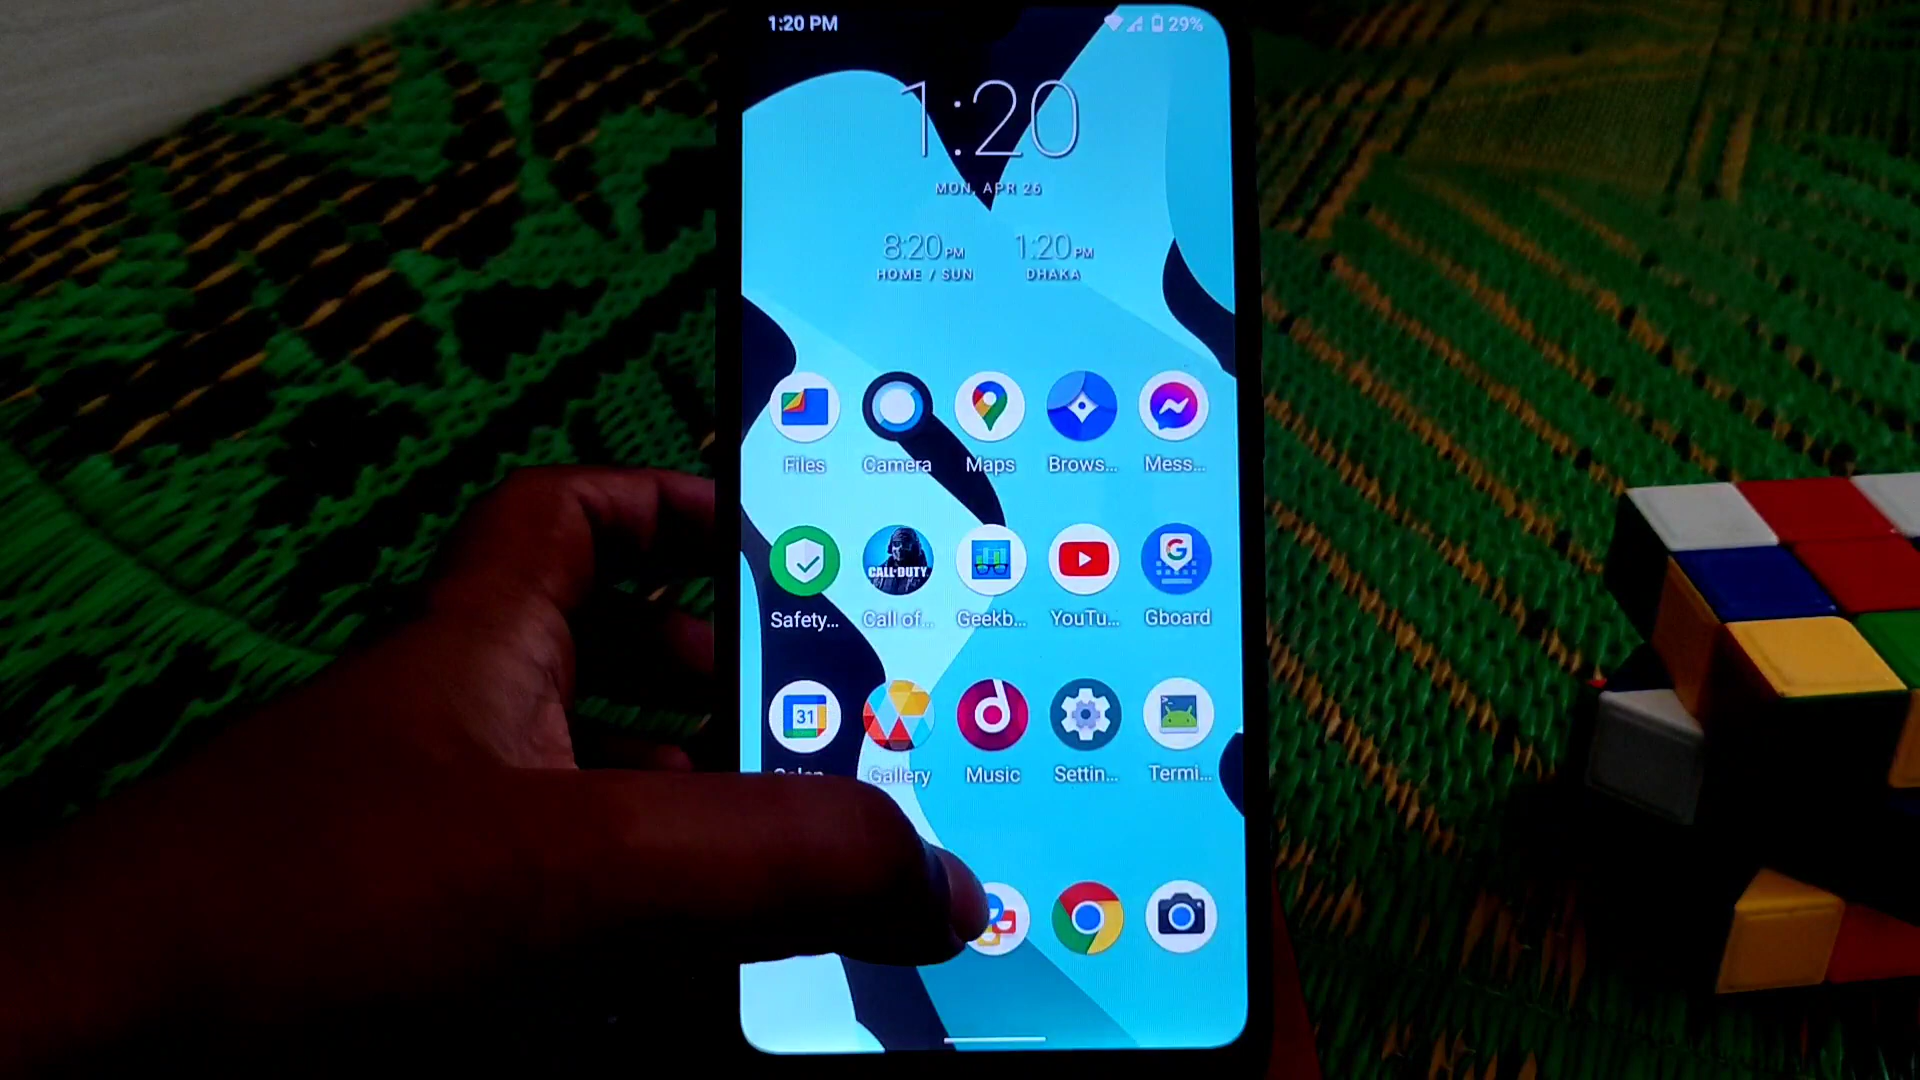 1:20 PM 29%
1:20
MON, APR 26
8:20 PM 1:20 PM
HOME / SUN DHAKA
Files Camera Maps Brows... Mess...
CALL OF DUTY
G
Safety... Call of... Geekb... YouTu... Gboard
31
Gallery Music Settin... Termi...